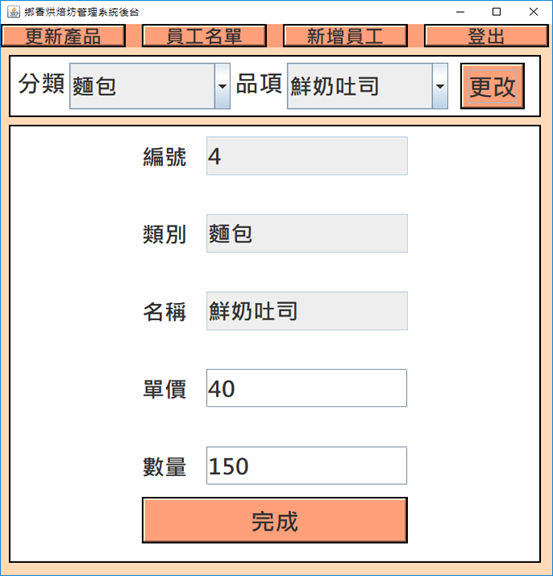 鄉香烘焙坊管理系統後台
更新產品 員工名單 新增員工 登出
分類 麵包 品項 鮮奶吐司 更改
編號 4
類別 麵包
名稱 鮮奶吐司
單價 40
數量 150
完成